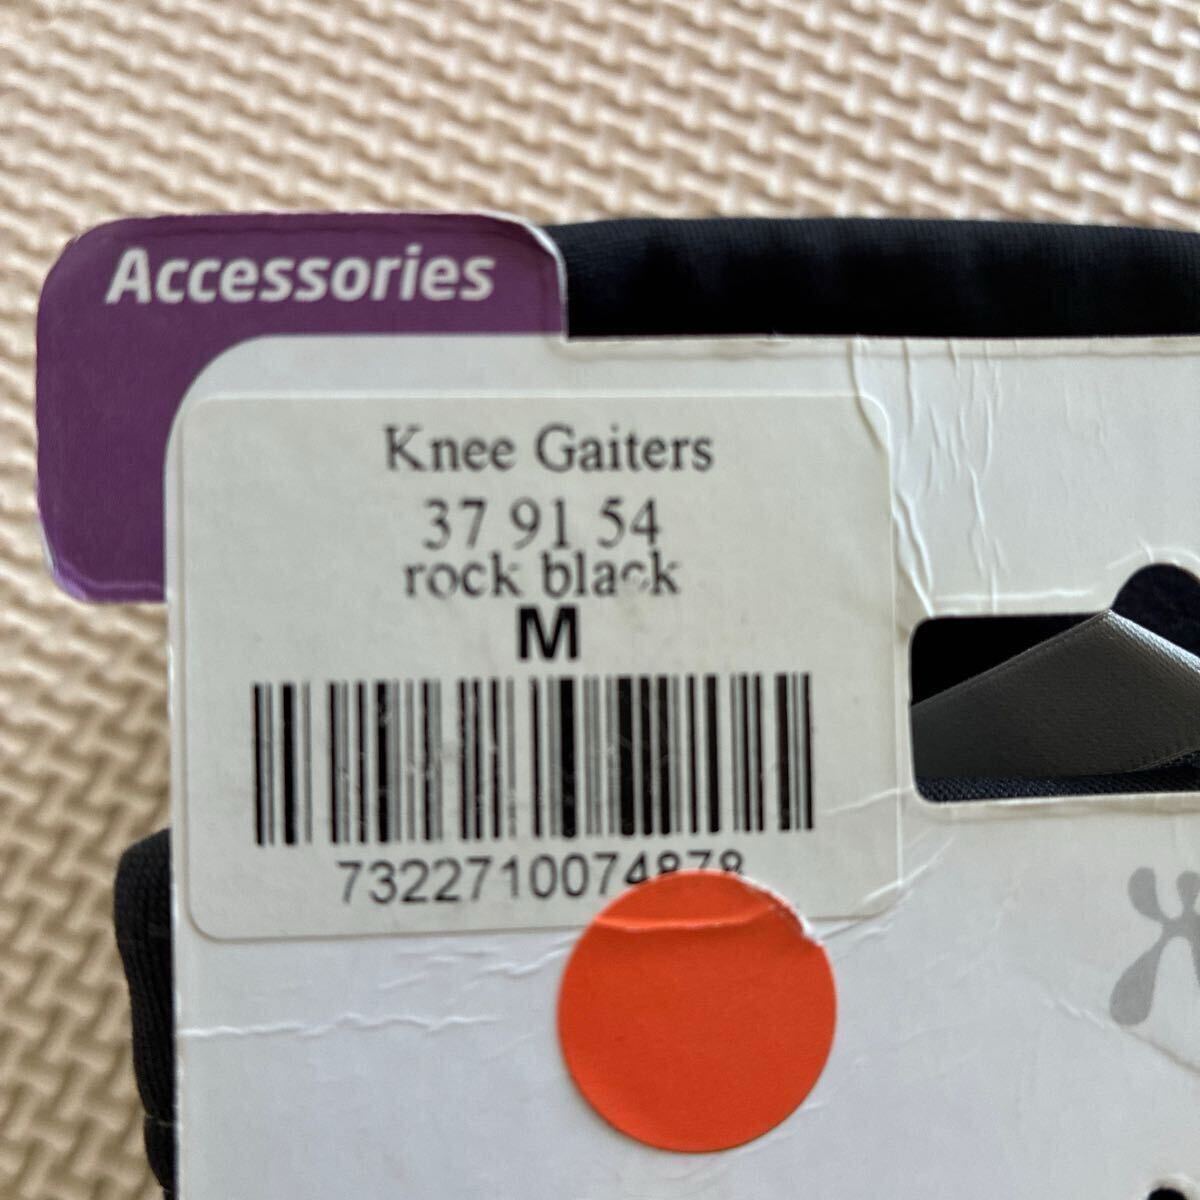 Accessories
Knee Gaiters
37 91 54
rock black
M
7322710074878